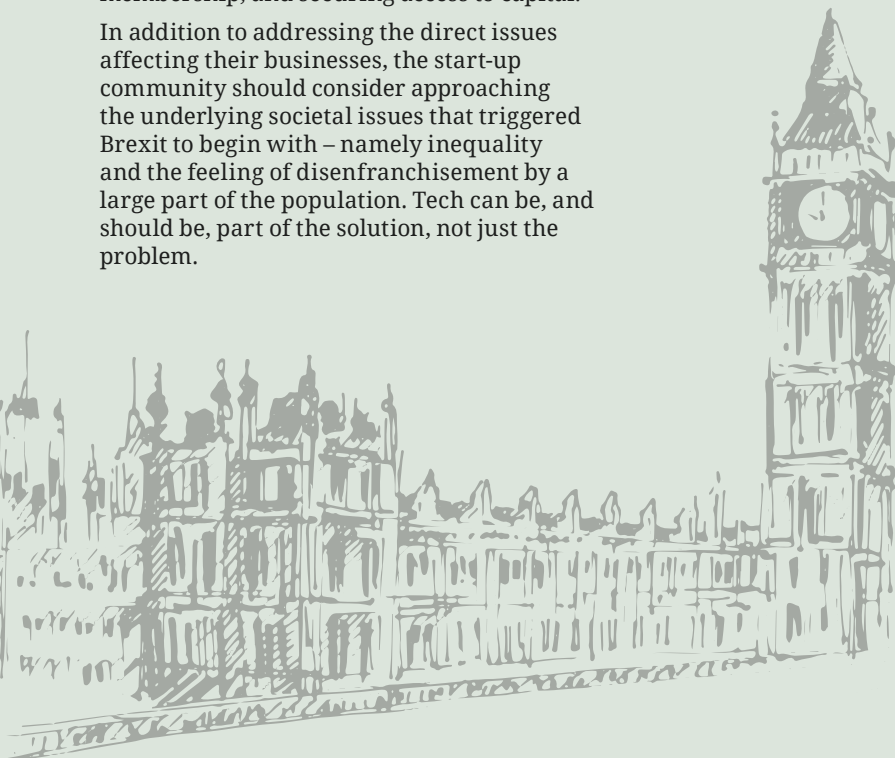 membership, and securing access to capital.
In addition to addressing the direct issues
affecting their businesses, the start-up
community should consider approaching
the underlying societal issues that triggered
Brexit to begin with – namely inequality
and the feeling of disenfranchisement by a
large part of the population. Tech can be, and
should be, part of the solution, not just the
problem.